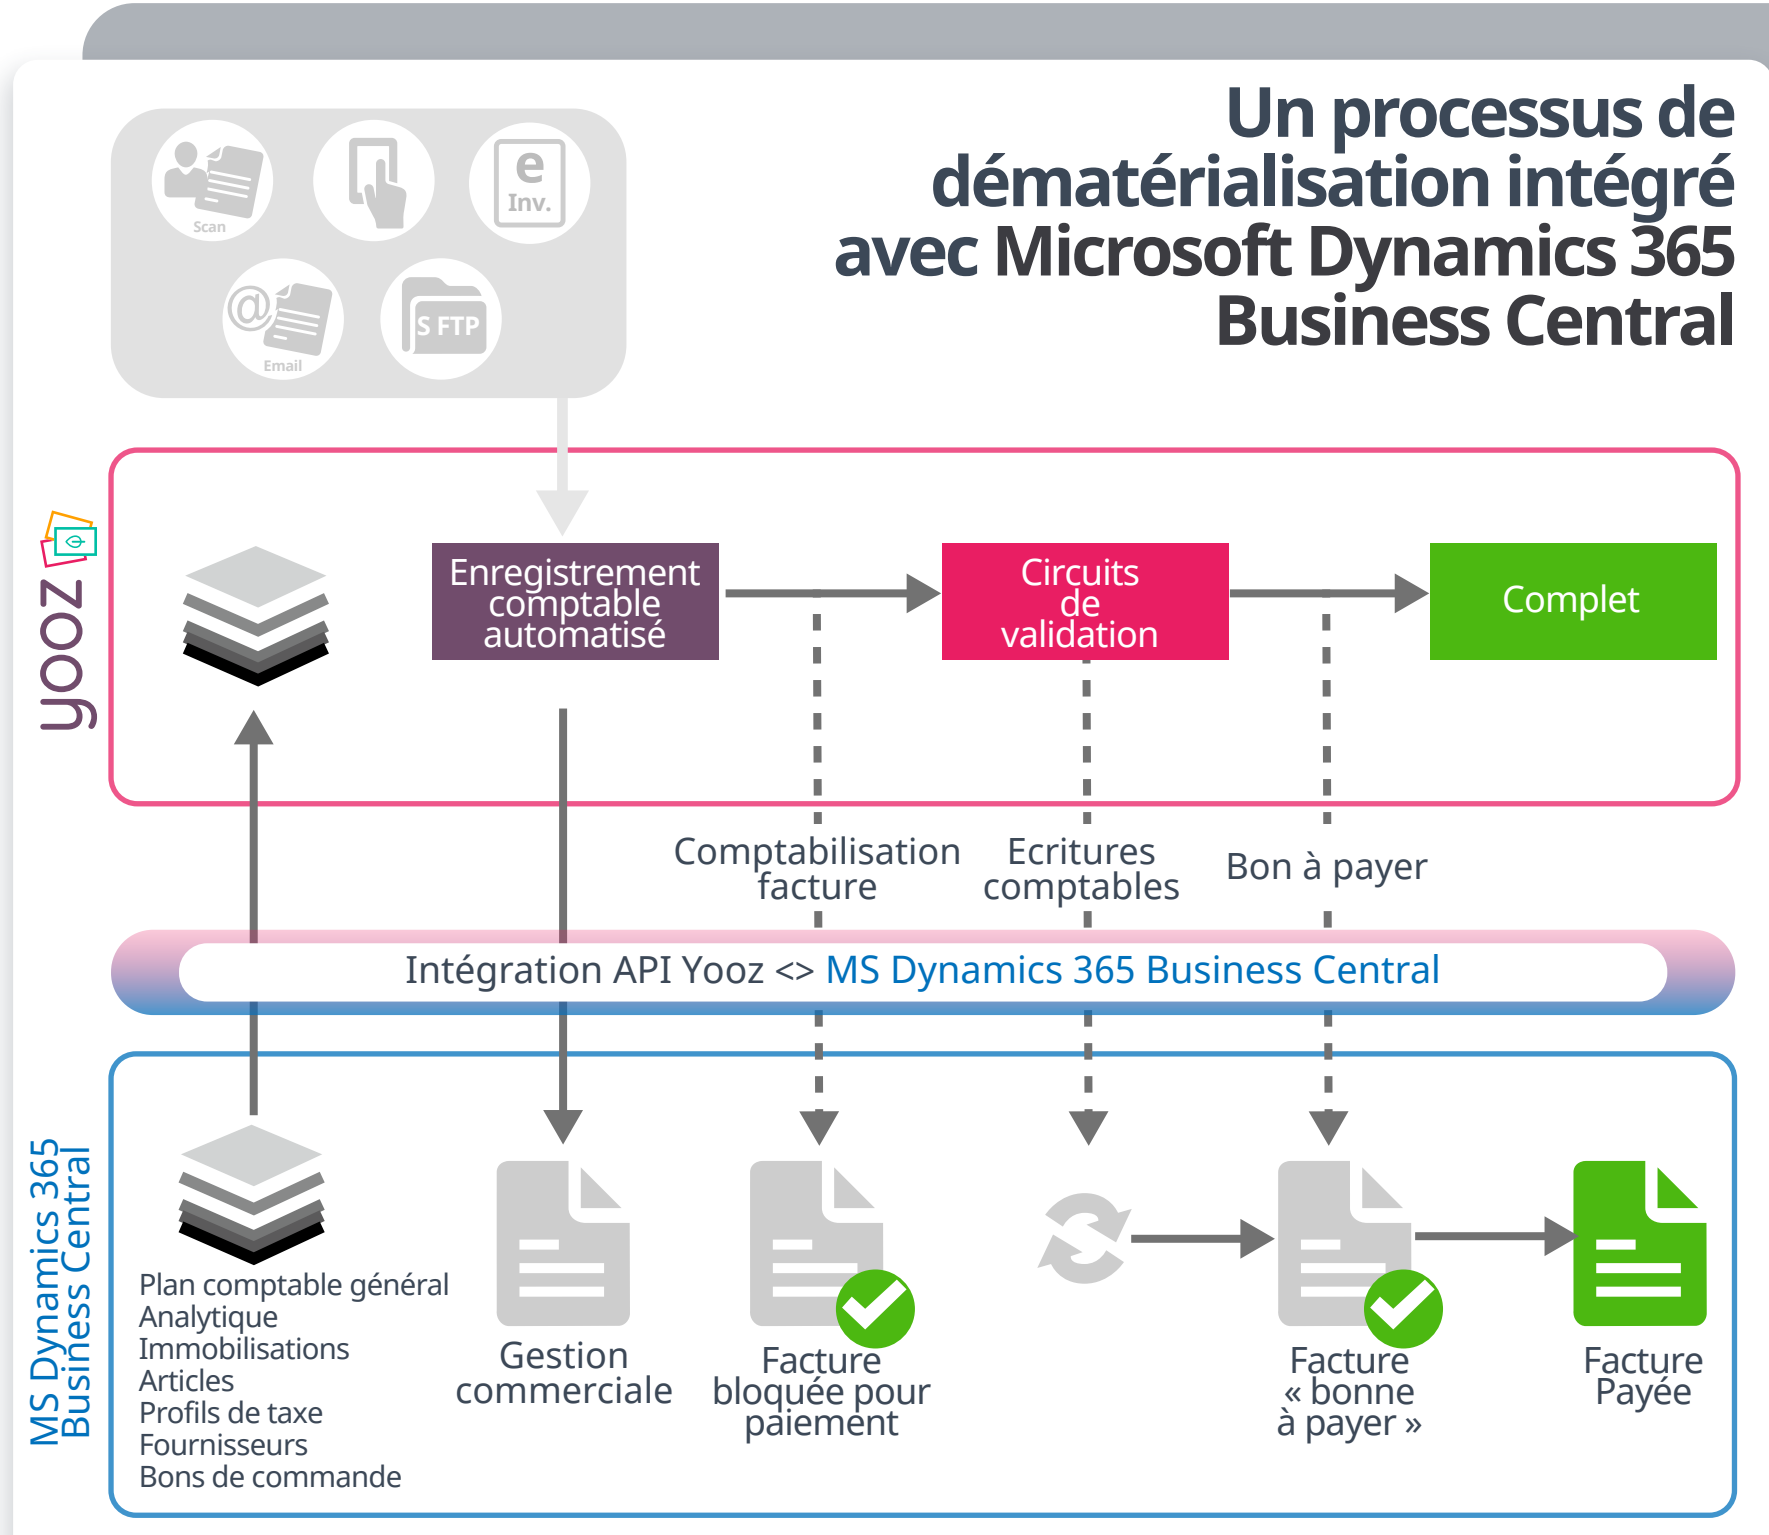 Un processus de
dématérialisation intégré
avec Microsoft Dynamics 365
Business Central
e
Inv.
Scan
@
Email
S FTP
yooz
Enregistrement
comptable
automatisé
Circuits
de
validation
Complet
Comptabilisation
facture
Ecritures
comptables
Bon à payer
Intégration API Yooz <> MS Dynamics 365 Business Central
MS Dynamics 365
Business Central
Plan comptable général
Analytique
Immobilisations
Articles
Profils de taxe
Fournisseurs
Bons de commande
Gestion
commerciale
Facture
bloquée pour
paiement
Facture
« bonne
à payer »
Facture
Payée